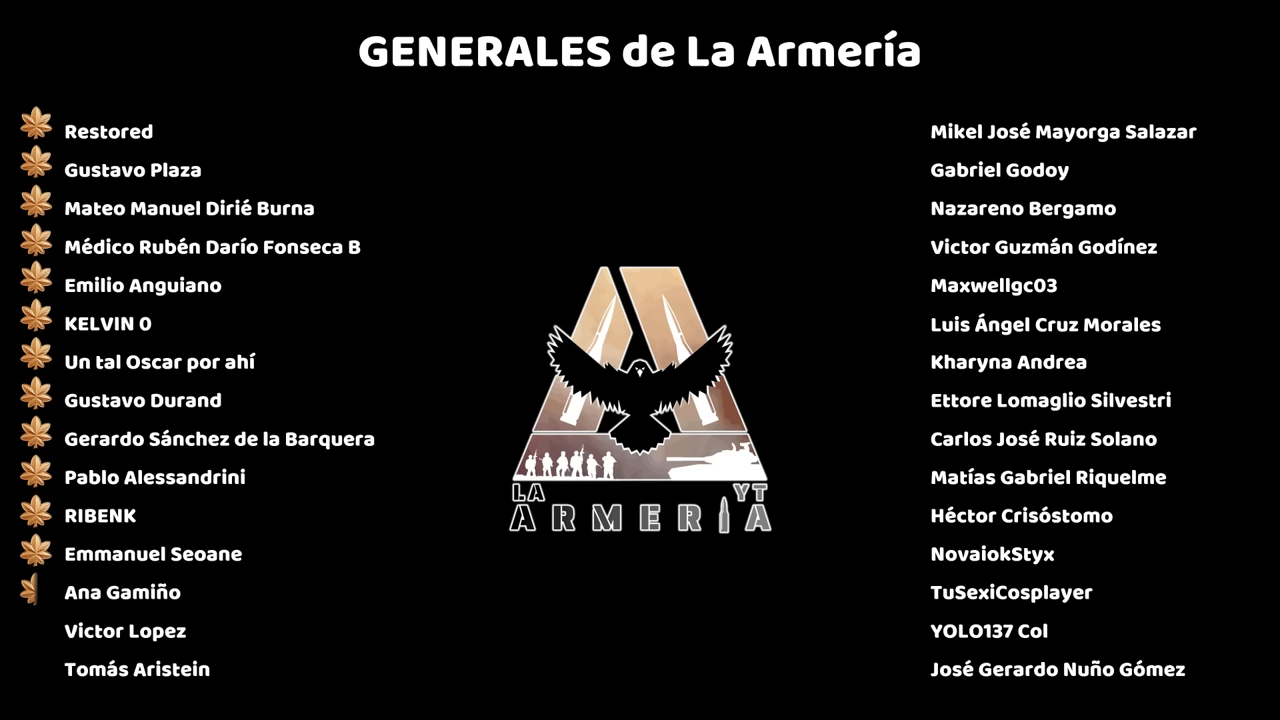 GENERALES de La Armería
Restored
Gustavo Plaza
Mateo Manuel Dirié Burna
Médico Rubén Darío Fonseca B
Emilio Anguiano
KELVIN 0
Un tal Oscar por ahí
Gustavo Durand
Gerardo Sánchez de la Barquera
Pablo Alessandrini
RIBENK
Emmanuel Seoane
Ana Gamiño
Victor Lopez
Tomás Aristein
LA YT
ARMERIA
Mikel José Mayorga Salazar
Gabriel Godoy
Nazareno Bergamo
Victor Guzmán Godínez
Maxwellgc03
Luis Ángel Cruz Morales
Kharyna Andrea
Ettore Lomaglio Silvestri
Carlos José Ruiz Solano
Matías Gabriel Riquelme
Héctor Crisóstomo
NovaiokStyx
TuSexiCosplayer
YOLO137 Col
José Gerardo Nuño Gómez